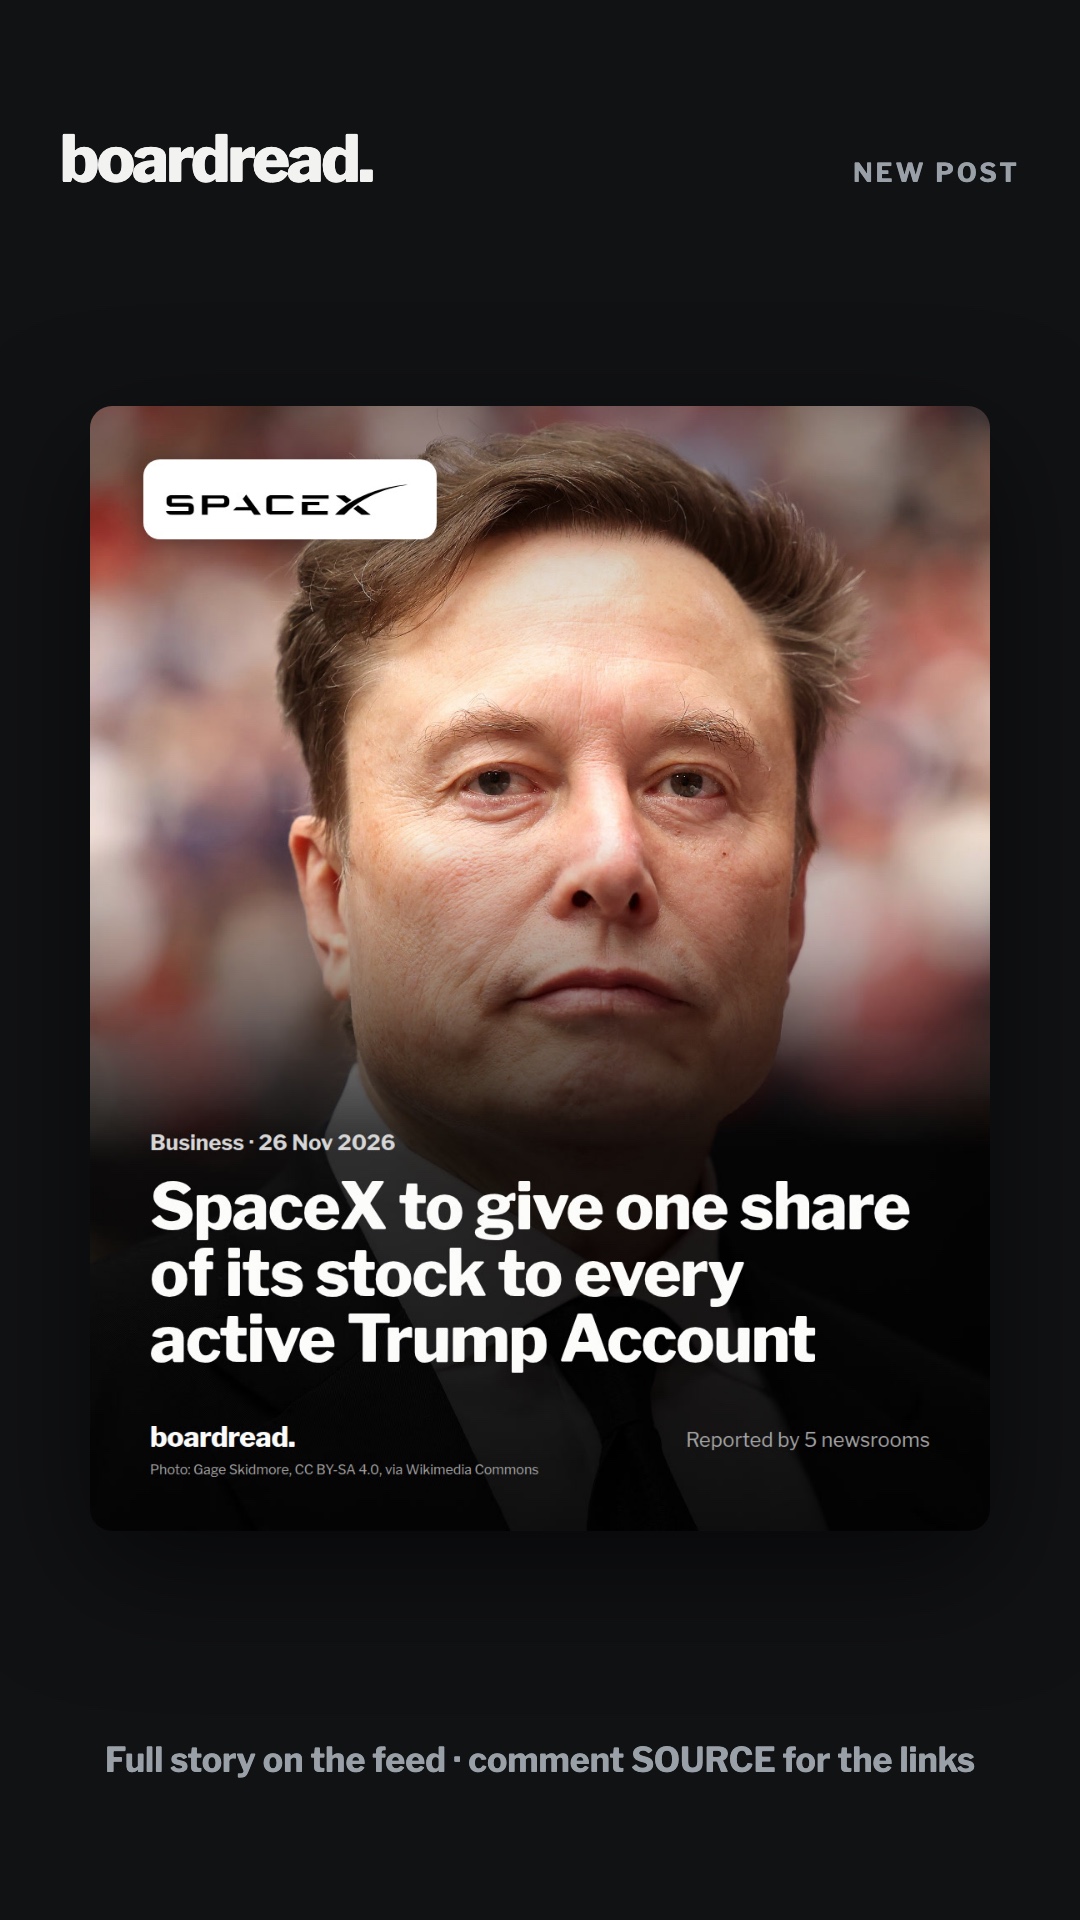 boardread.
NEW POST
SPACEX
Business · 26 Nov 2026
SpaceX to give one share
of its stock to every
active Trump Account
boardread.
Reported by 5 newsrooms
Photo: Gage Skidmore, CC BY-SA 4.0, via Wikimedia Commons
Full story on the feed · comment SOURCE for the links